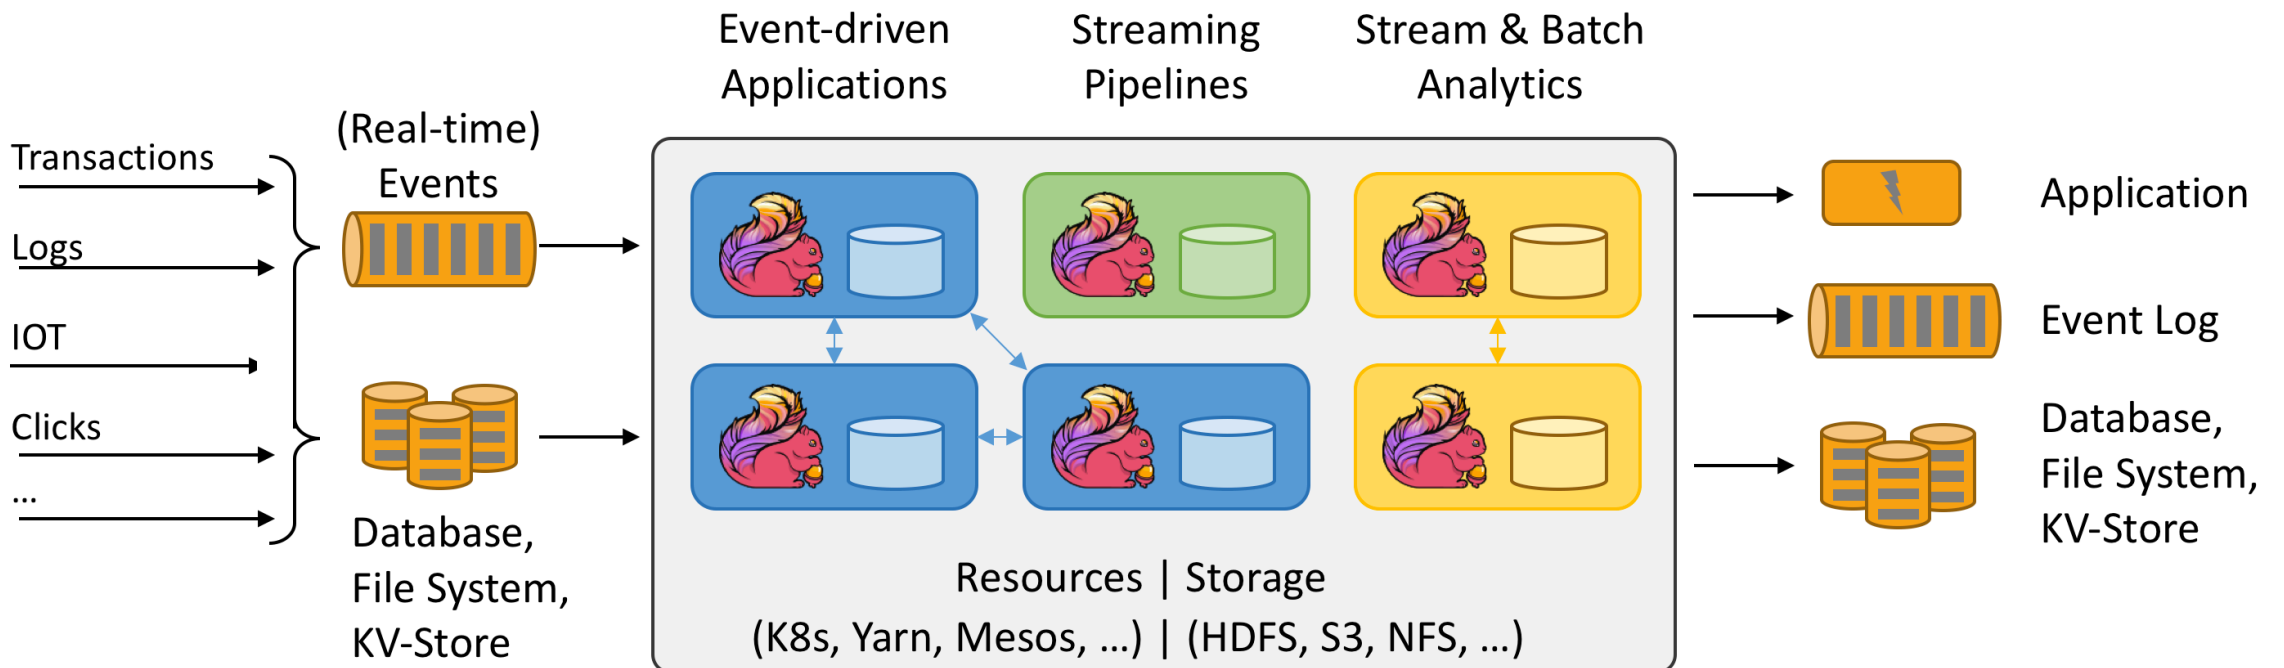 Event-driven
Applications
Streaming
Pipelines
Stream & Batch
Analytics
(Real-time)
Events
Transactions
Logs
IOT
Clicks
...
Database,
File System,
KV-Store
Resources | Storage
(K8s, Yarn, Mesos, ...) | (HDFS, S3, NFS, ...)
Application
Event Log
Database,
File System,
KV-Store